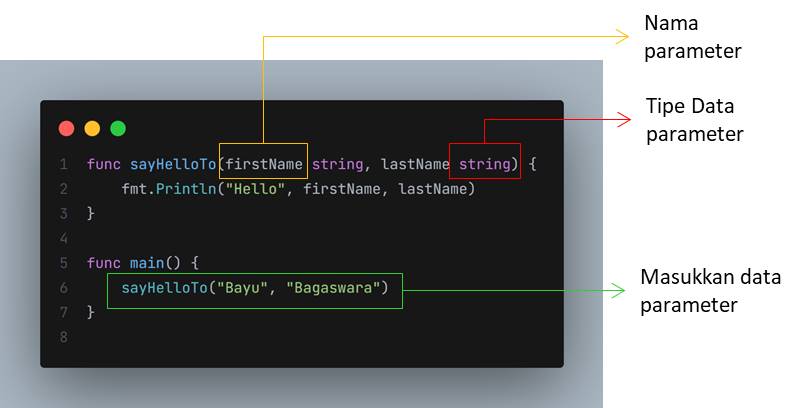 Nama
parameter
Tipe Data
parameter
1 func sayHelloTo(firstName string, lastName string) {
2     fmt.Println("Hello", firstName, lastName)
3 }
4
5 func main() {
6     sayHelloTo("Bayu", "Bagaswara")
7 }
8
Masukkan data
parameter